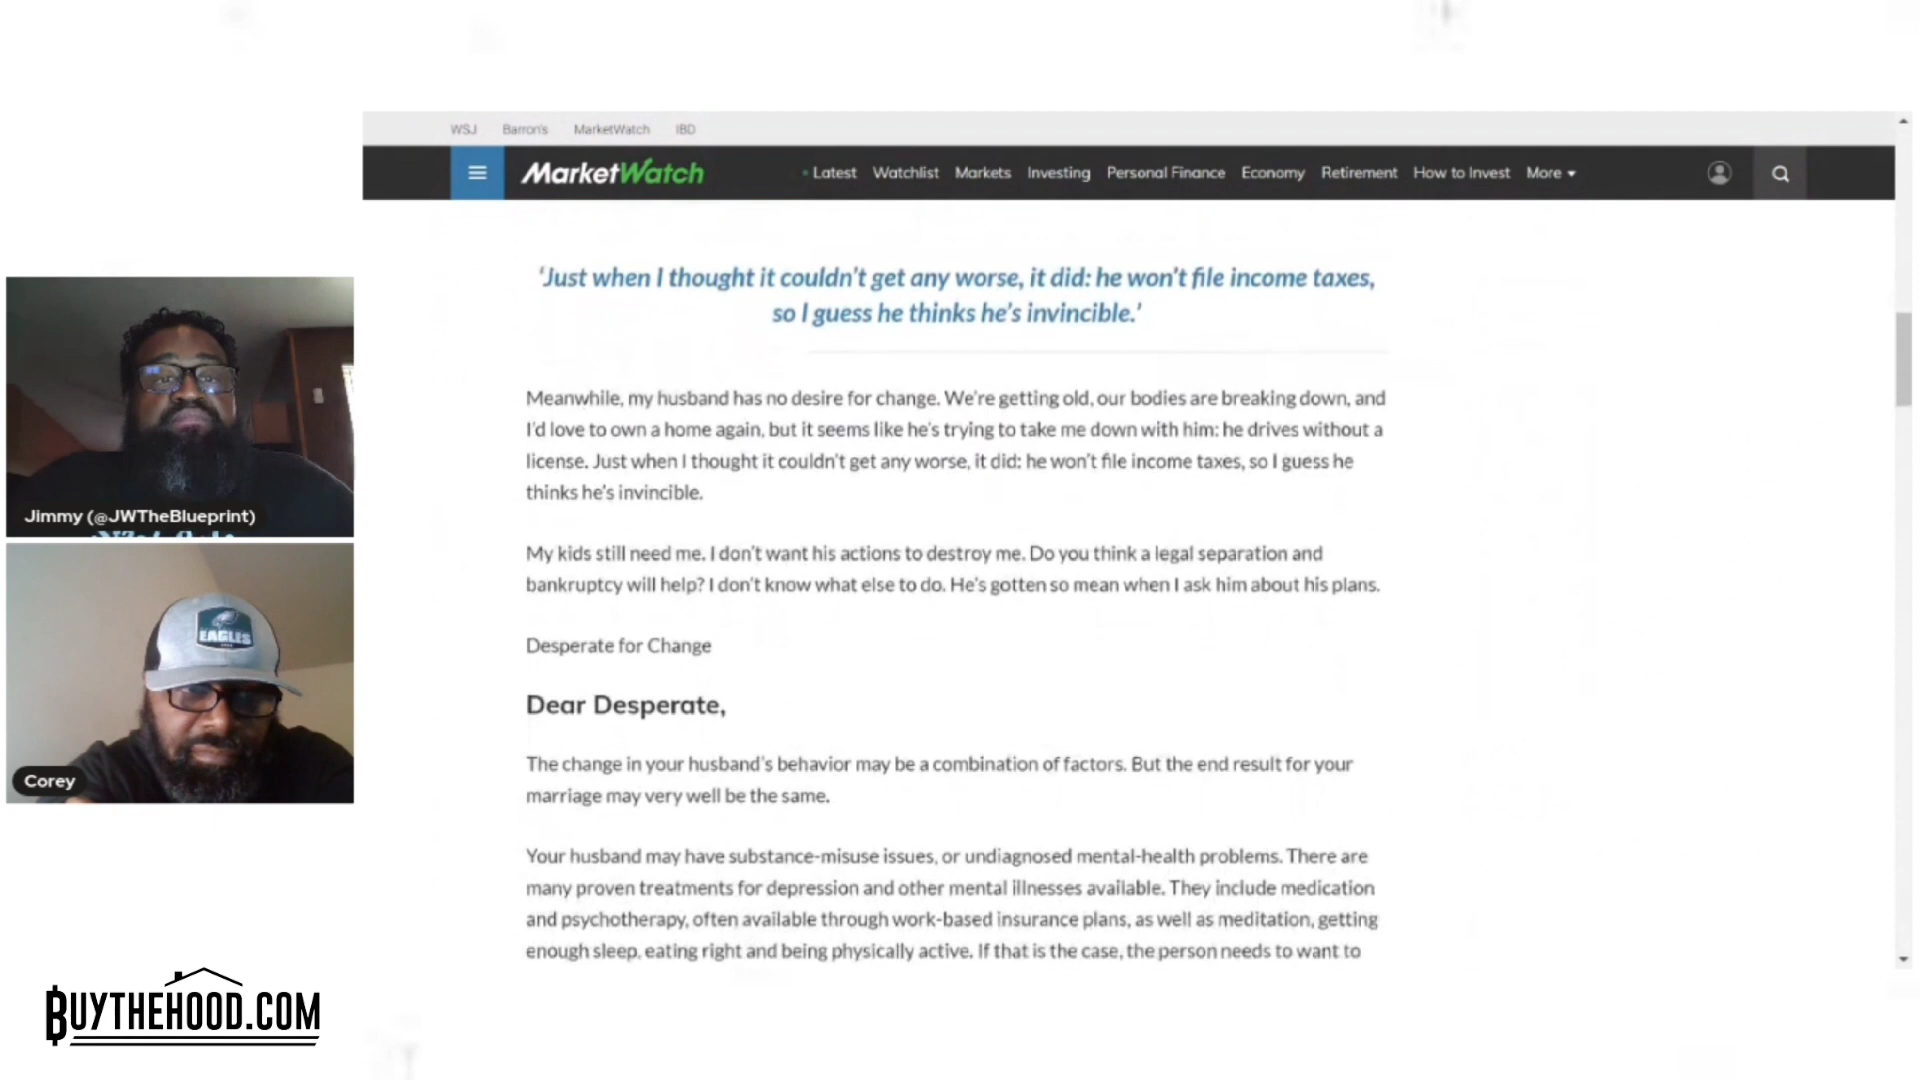 WSJ Barron's MarketWatch IBD
MarketWatch
Latest Watchlist Markets Investing Personal Finance Economy Retirement How to Invest More
'Just when I thought it couldn't get any worse, it did: he won't file income taxes,
so I guess he thinks he's invincible.'
Meanwhile, my husband has no desire for change. We're getting old, our bodies are breaking down, and
I'd love to own a home again, but it seems like he's trying to take me down with him: he drives without a
license. Just when I thought it couldn't get any worse, it did: he won't file income taxes, so I guess he
thinks he's invincible.
My kids still need me. I don't want his actions to destroy me. Do you think a legal separation and
bankruptcy will help? I don't know what else to do. He's gotten so mean when I ask him about his plans.
Desperate for Change
Dear Desperate,
The change in your husband's behavior may be a combination of factors. But the end result for your
marriage may very well be the same.
Your husband may have substance-misuse issues, or undiagnosed mental-health problems. There are
many proven treatments for depression and other mental illnesses available. They include medication
and psychotherapy, often available through work-based insurance plans, as well as meditation, getting
enough sleep, eating right and being physically active. If that is the case, the person needs to want to
Jimmy (@JWTheBlueprint)
EAGLES
Corey
BUYTHEHOOD.COM